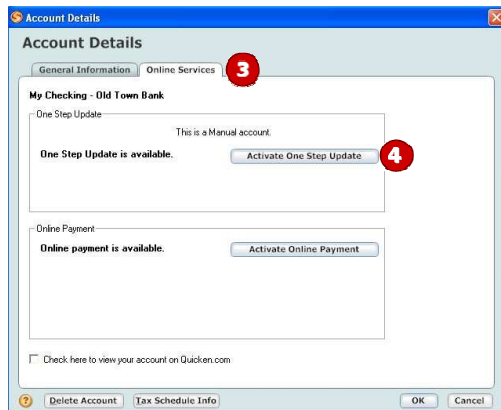 Account Details
Account Details
General Information Online Services 3
My Checking - Old Town Bank
One Step Update
This is a Manual account.
One Step Update is available. Activate One Step Update 4
Online Payment
Online payment is available. Activate Online Payment
Check here to view your account on Quicken.com
? Delete Account Tax Schedule Info OK Cancel